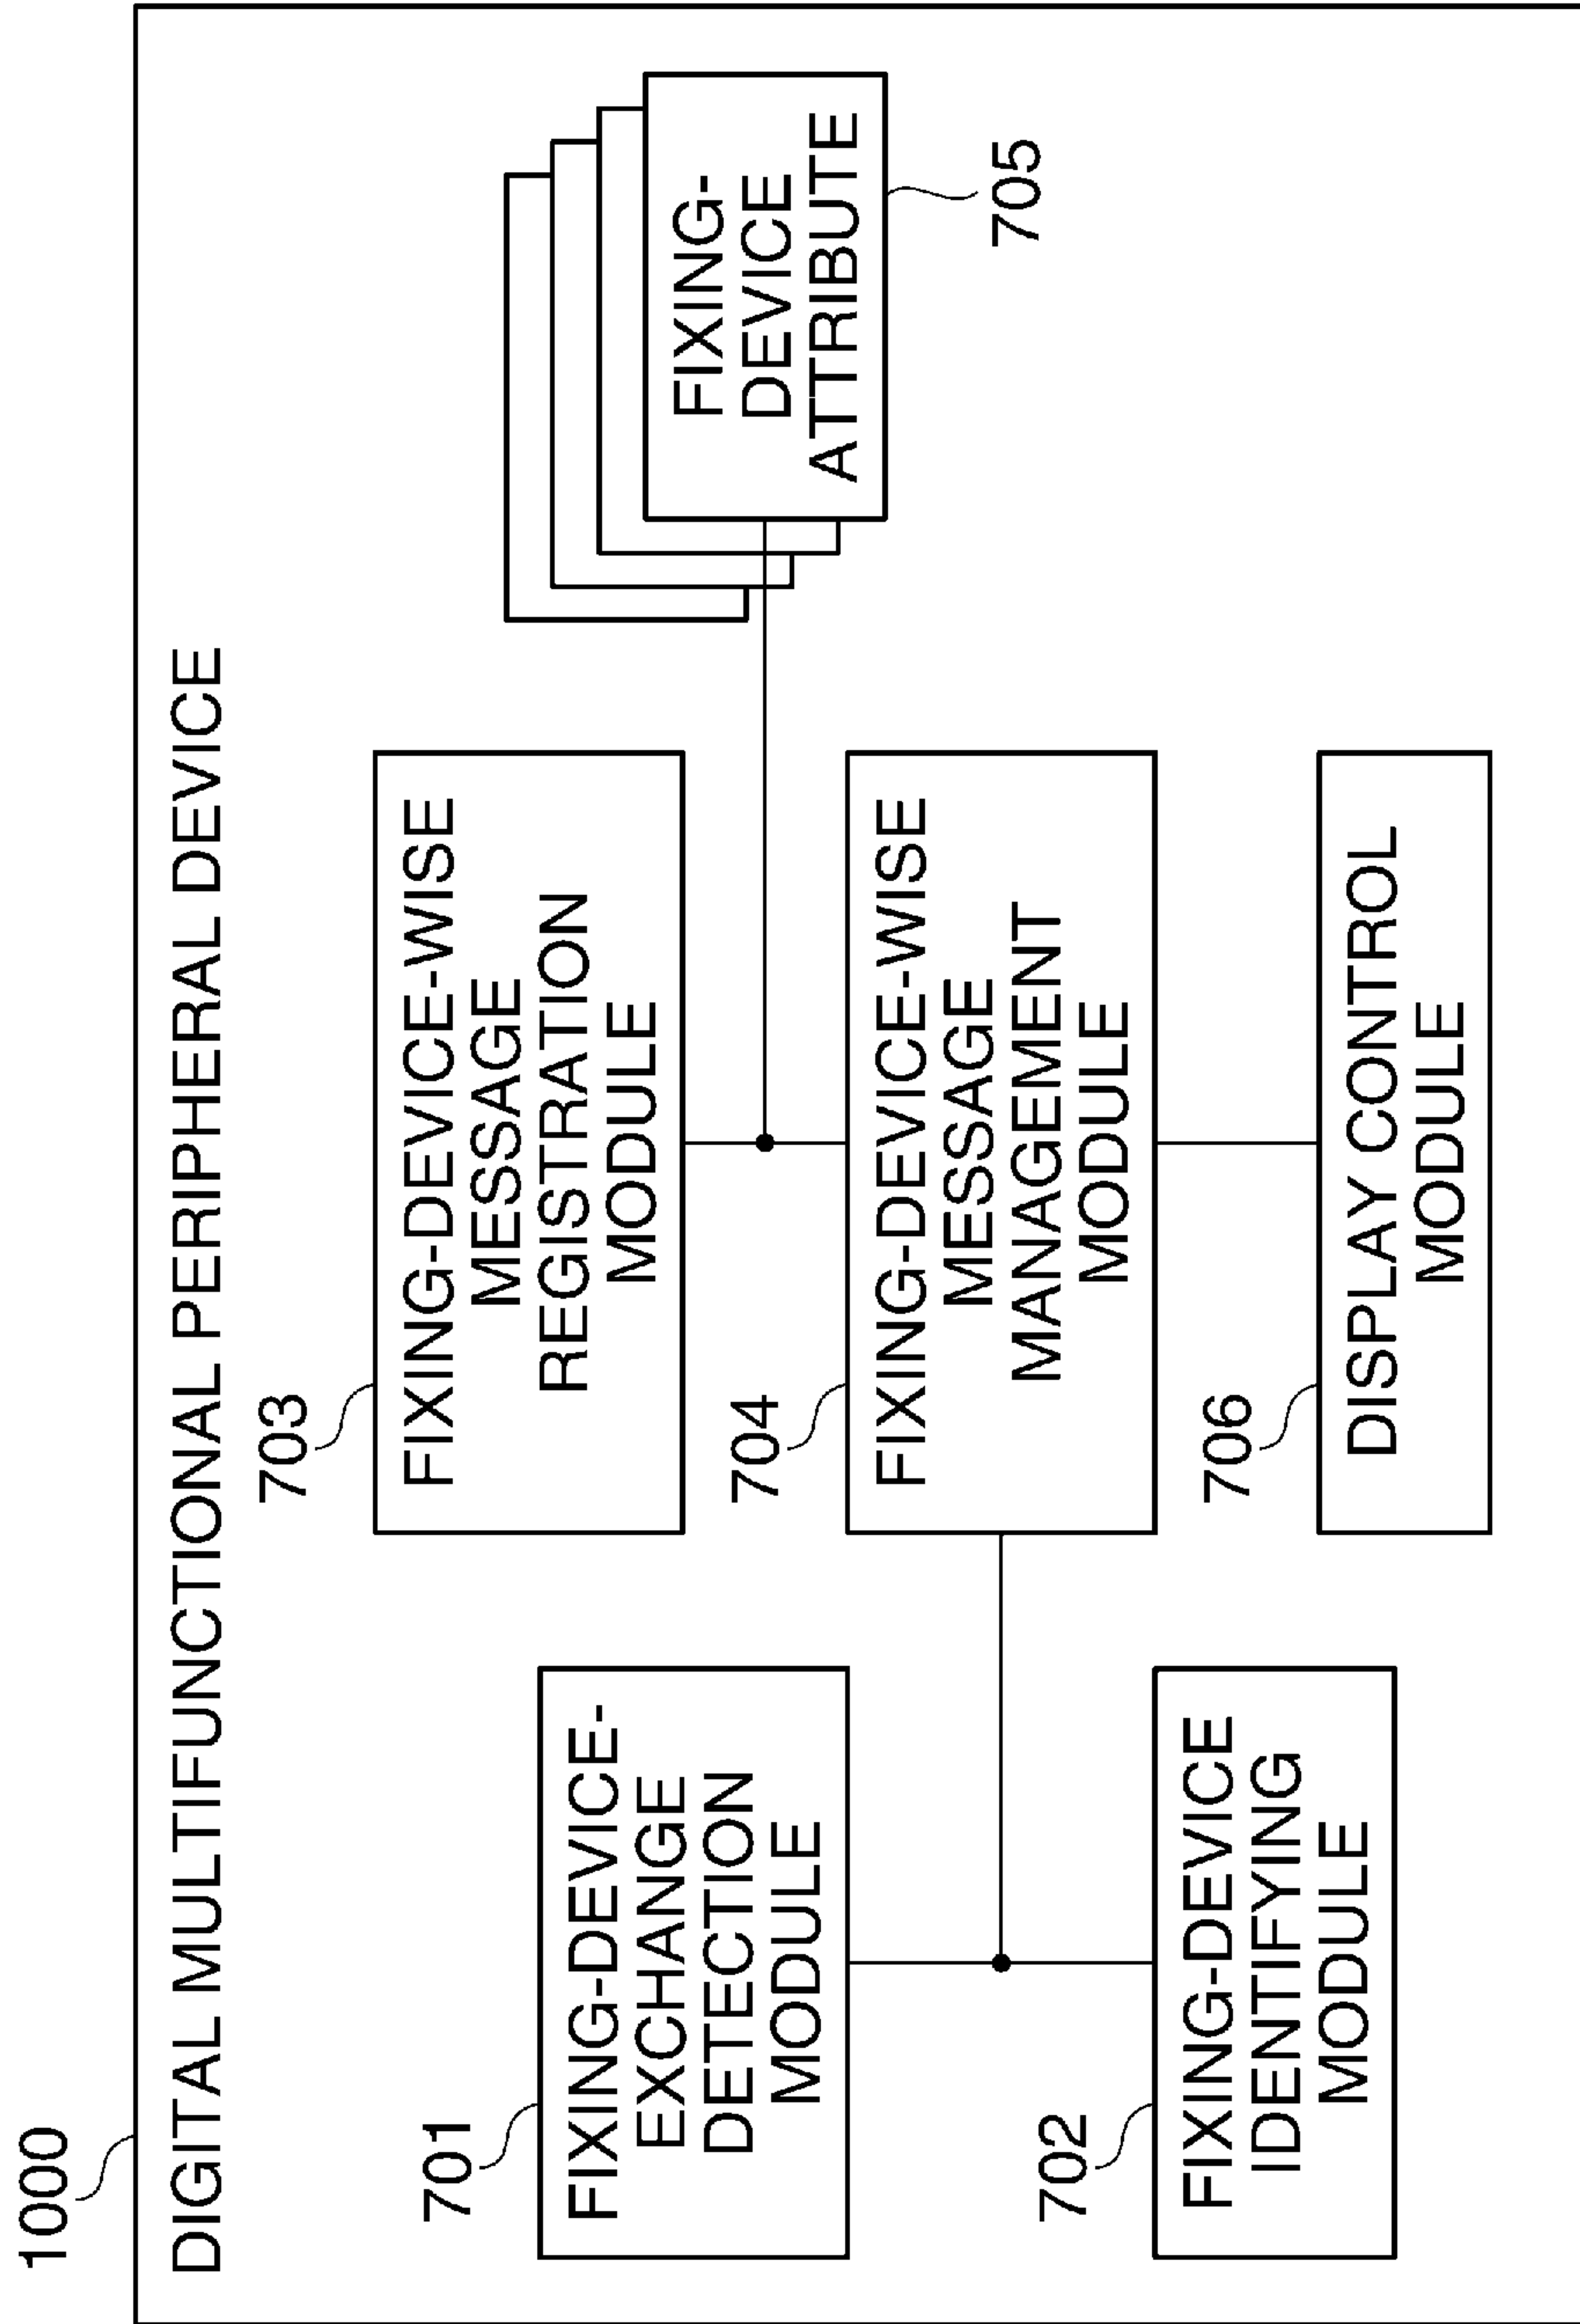 1000
DIGITAL MULTIFUNCTIONAL PERIPHERAL DEVICE
701
FIXING-DEVICE-
EXCHANGE
DETECTION
MODULE
702
FIXING-DEVICE
IDENTIFYING
MODULE
703
FIXING-DEVICE-WISE
MESSAGE
REGISTRATION
MODULE
704
FIXING-DEVICE-WISE
MESSAGE
MANAGEMENT
MODULE
706
DISPLAY CONTROL
MODULE
FIXING-
DEVICE
ATTRIBUTE
705